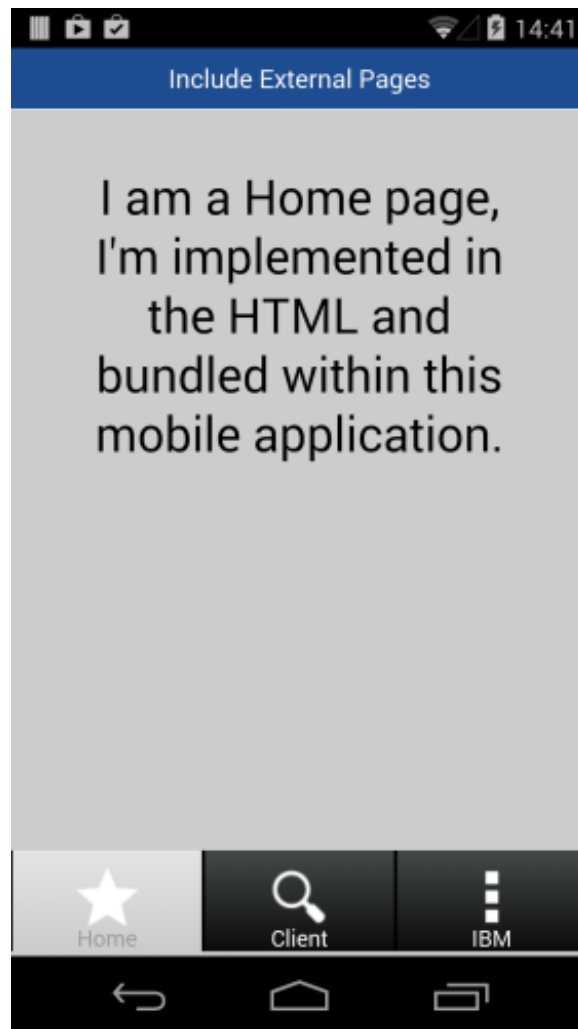 14:41
Include External Pages
I am a Home page,
I'm implemented in
the HTML and
bundled within this
mobile application.
Home
Client
IBM